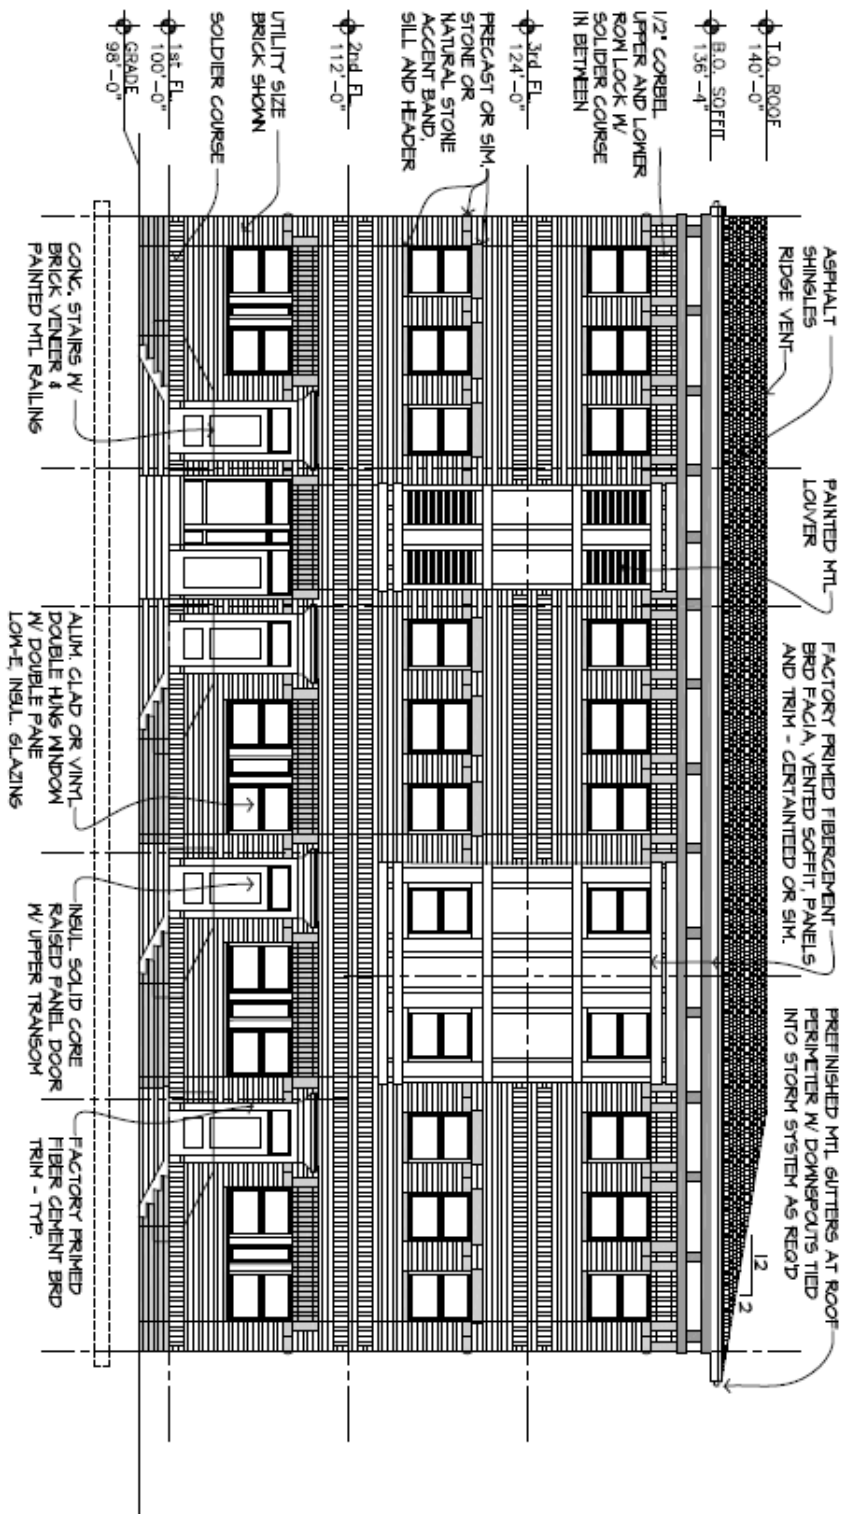 T.O. ROOF
140'-0"
B.O. SOFFIT
136'-4"
3rd FL.
124'-0"
2nd FL.
112'-0"
1st FL.
100'-0"
GRADE
98'-0"
1/2" CORBEL
UPPER AND LOWER
ROW LOCK W/
SOLIDER COURSE
IN BETWEEN
PRECAST OR SIM.
STONE OR
NATURAL STONE
ACCENT BAND,
SILL AND HEADER
UTILITY SIZE
BRICK SHOWN
SOLDIER COURSE
ASPHALT
SHINGLES
RIDGE VENT
PAINTED MTL
LOUVER
FACTORY PRIMED FIBERCEMENT
BRD FACIA, VENTED SOFFIT, PANELS
AND TRIM - CERTAINTEED OR SIM.
PREFINISHED MTL GUTTERS AT ROOF
PERIMETER W/ DOWNSPOUTS TIED
INTO STORM SYSTEM AS REQ'D
12
2
CONC. STAIRS W/
BRICK VENEER &
PAINTED MTL RAILING
ALUM. CLAD OR VINYL
DOUBLE HUNG WINDOW
W/ DOUBLE PANE
LOW-E, INSUL. GLAZING
INSUL SOLID CORE
RAISED PANEL DOOR
W/ UPPER TRANSOM
FACTORY PRIMED
FIBER CEMENT BRD
TRIM - TYP.